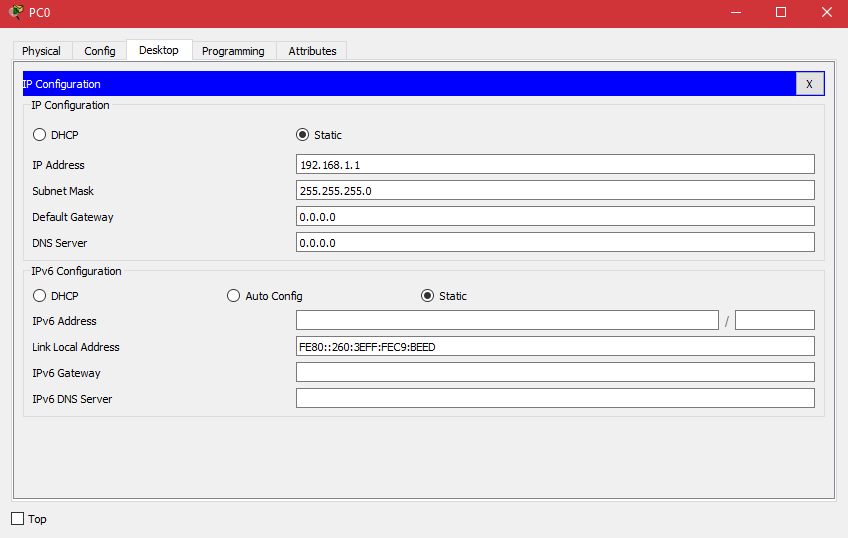 PC0
Physical Config Desktop Programming Attributes
IP Configuration X
IP Configuration
DHCP Static
IP Address 192.168.1.1
Subnet Mask 255.255.255.0
Default Gateway 0.0.0.0
DNS Server 0.0.0.0
IPv6 Configuration
DHCP Auto Config Static
IPv6 Address /
Link Local Address FE80::260:3EFF:FEC9:BEED
IPv6 Gateway
IPv6 DNS Server
Top